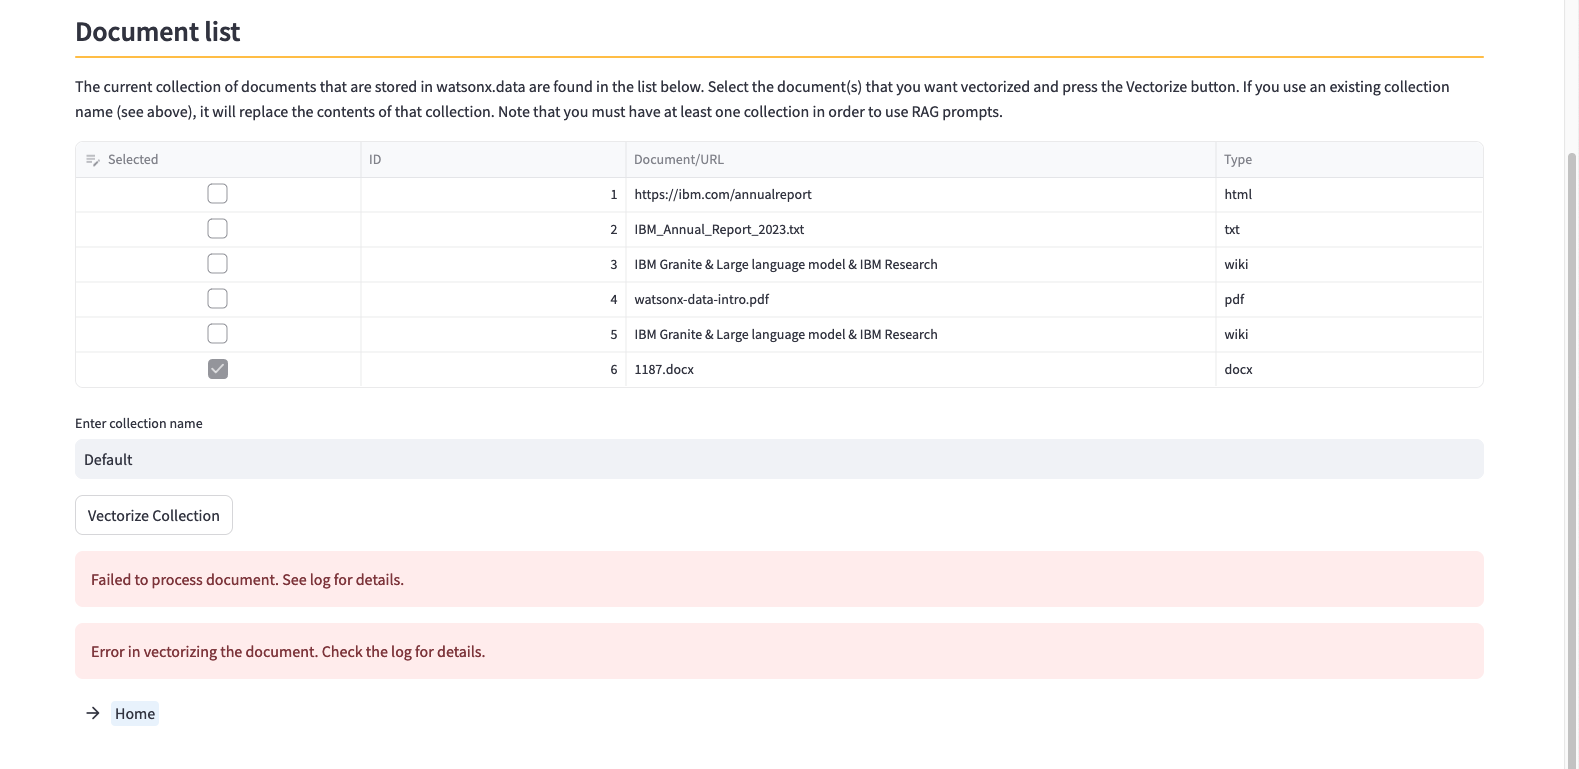 Document list
The current collection of documents that are stored in watsonx.data are found in the list below. Select the document(s) that you want vectorized and press the Vectorize button. If you use an existing collection
name (see above), it will replace the contents of that collection. Note that you must have at least one collection in order to use RAG prompts.
Selected ID Document/URL Type
1 https://ibm.com/annualreport html
2 IBM_Annual_Report_2023.txt txt
3 IBM Granite & Large language model & IBM Research wiki
4 watsonx-data-intro.pdf pdf
5 IBM Granite & Large language model & IBM Research wiki
6 1187.docx docx
Enter collection name
Default
Vectorize Collection
Failed to process document. See log for details.
Error in vectorizing the document. Check the log for details.
Home